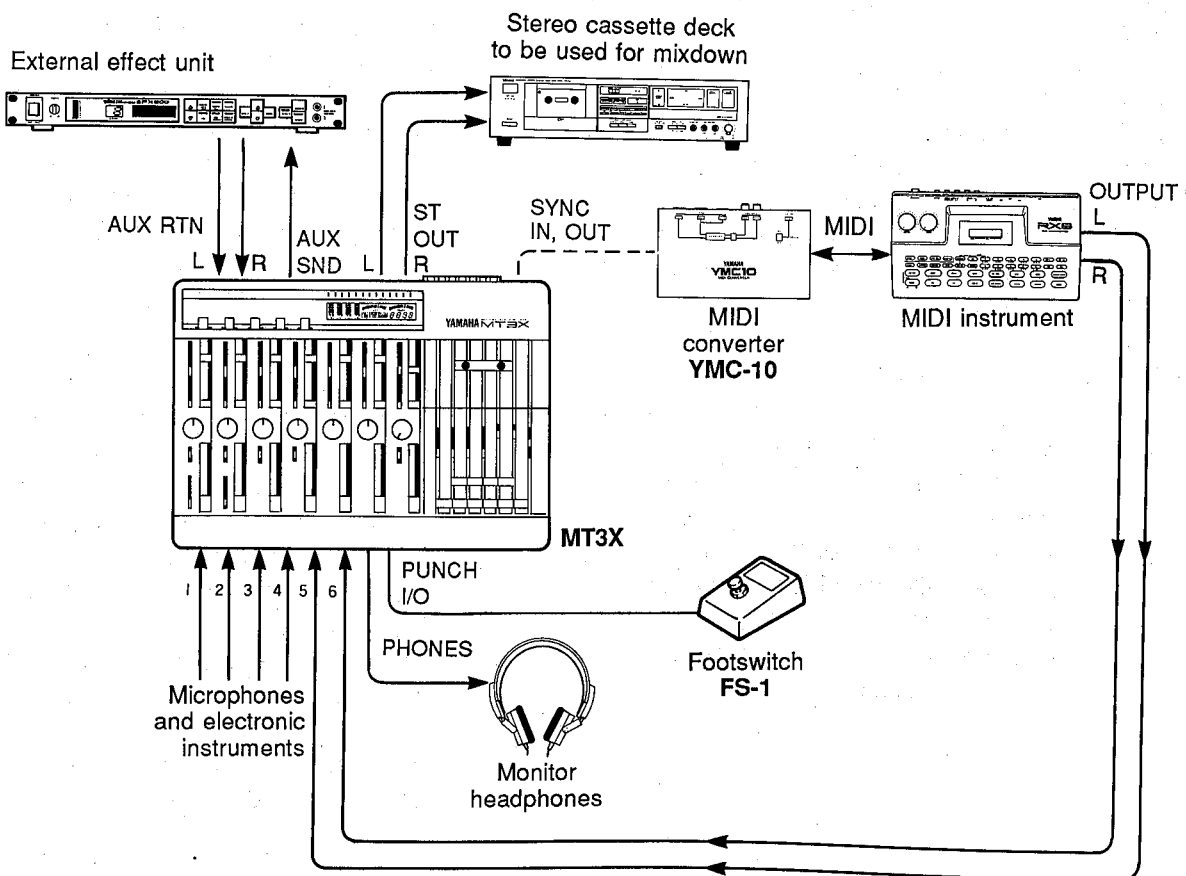 Stereo cassette deck
to be used for mixdown
External effect unit
AUX RTN
L
R
AUX
SND
ST
OUT
L
R
SYNC
IN, OUT
MIDI
OUTPUT
L
R
YAMAHA
YMC10
MIDI
converter
YMC-10
MIDI instrument
YAMAHA MT3X
MT3X
1
2
3
4
5
6
PUNCH
I/O
PHONES
Microphones
and electronic
instruments
Footswitch
FS-1
Monitor
headphones